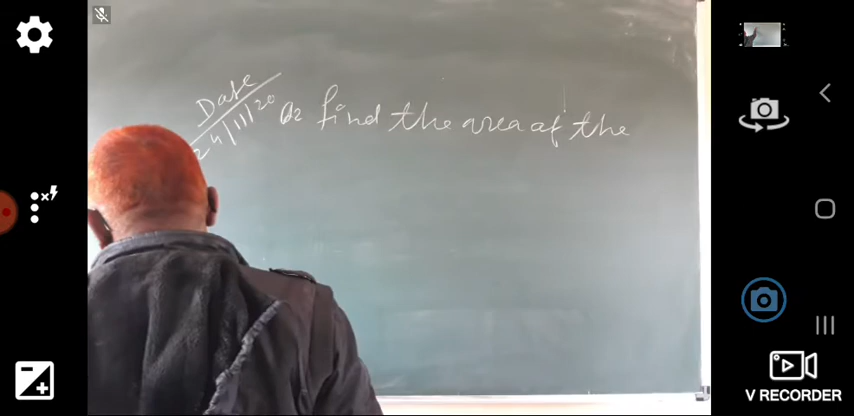 Date
24/11/20
Q2 find the area of the
V RECORDER